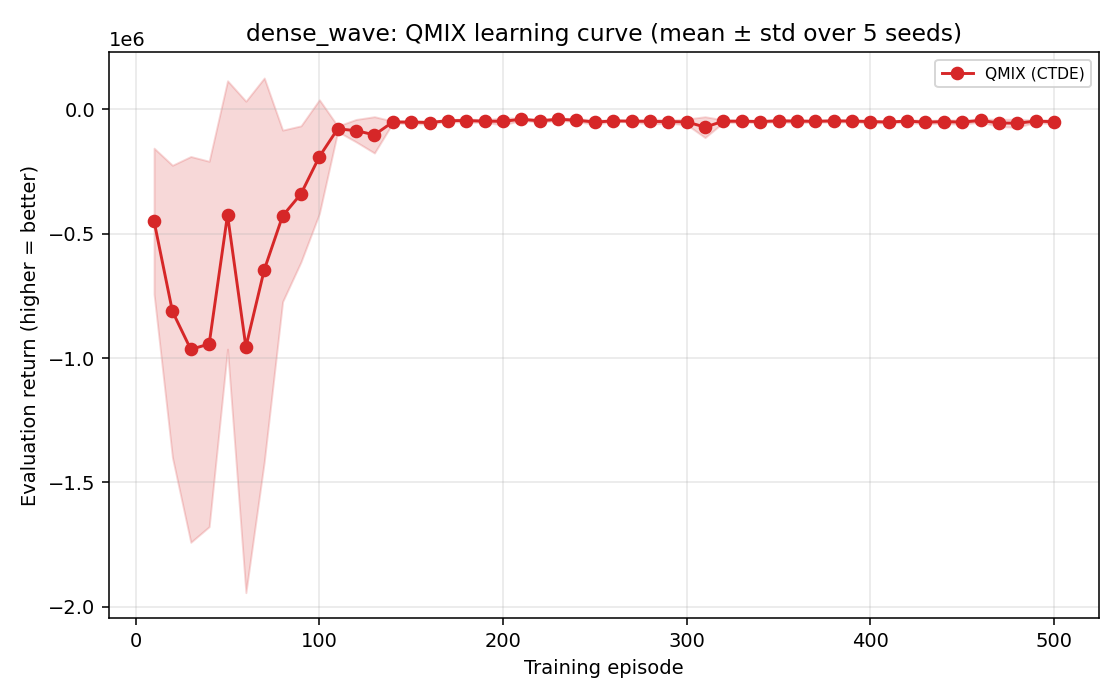 dense_wave: QMIX learning curve (mean ± std over 5 seeds)
1e6
QMIX (CTDE)
0.0
−0.5
−1.0
−1.5
−2.0
Evaluation return (higher = better)
0 100 200 300 400 500
Training episode